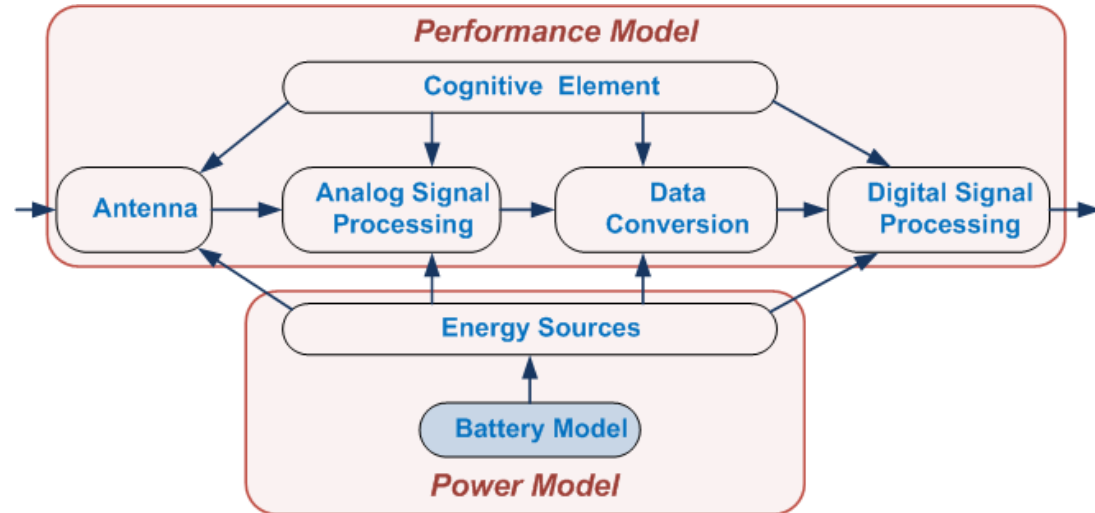 Performance Model
Cognitive Element
Antenna
Analog Signal
Processing
Data
Conversion
Digital Signal
Processing
Energy Sources
Battery Model
Power Model